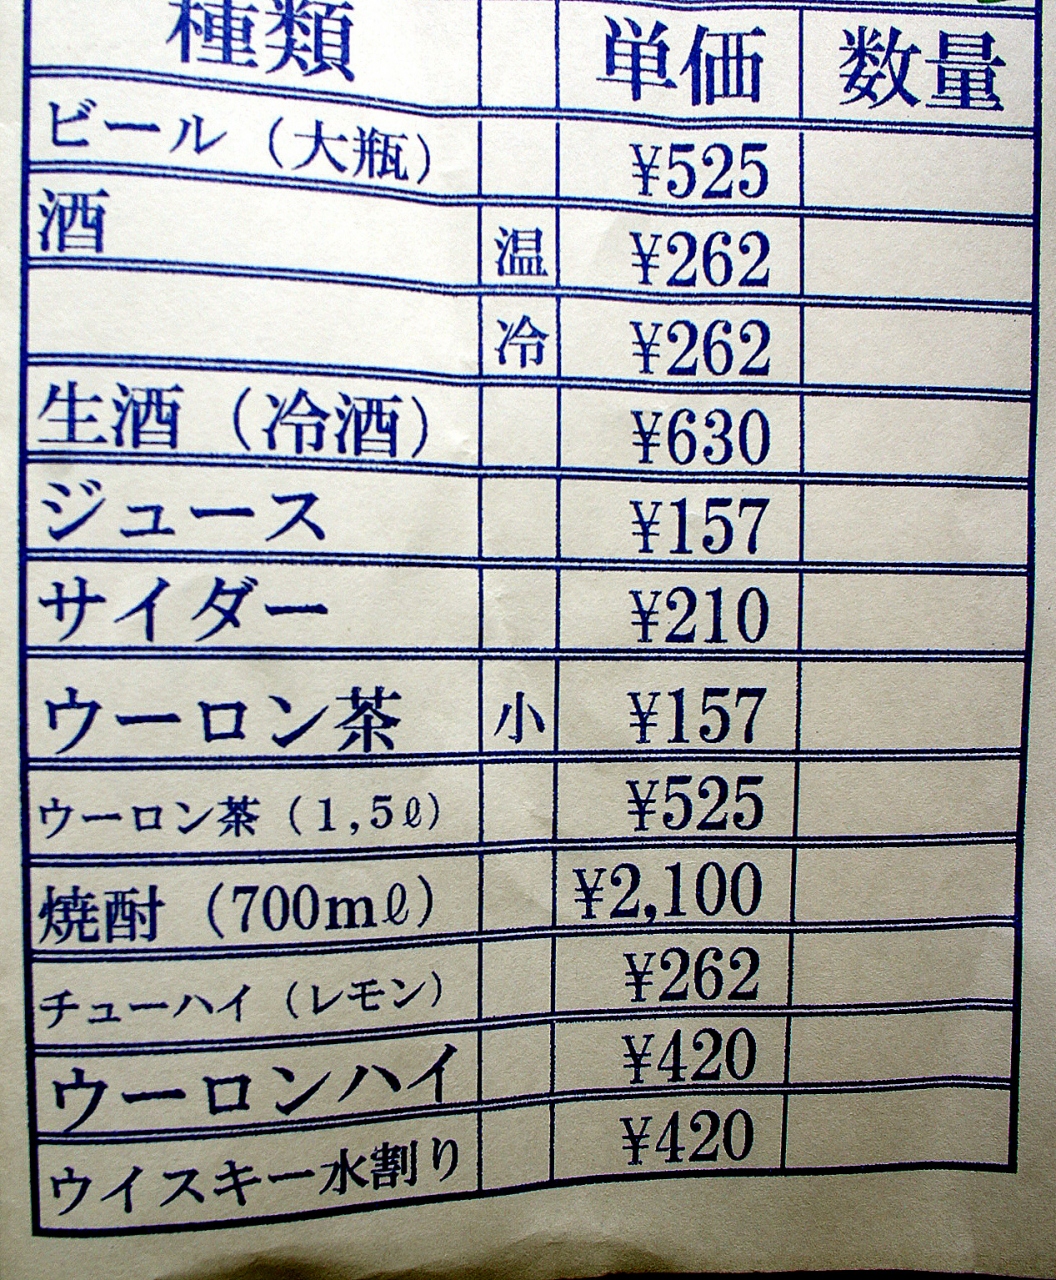 種類 単価 数量
ビール（大瓶） ¥525
酒 温 ¥262
冷 ¥262
生酒（冷酒） ¥630
ジュース ¥157
サイダー ¥210
ウーロン茶 小 ¥157
ウーロン茶（1,5ℓ） ¥525
焼酎（700mℓ） ¥2,100
チューハイ（レモン） ¥262
ウーロンハイ ¥420
ウイスキー水割り ¥420